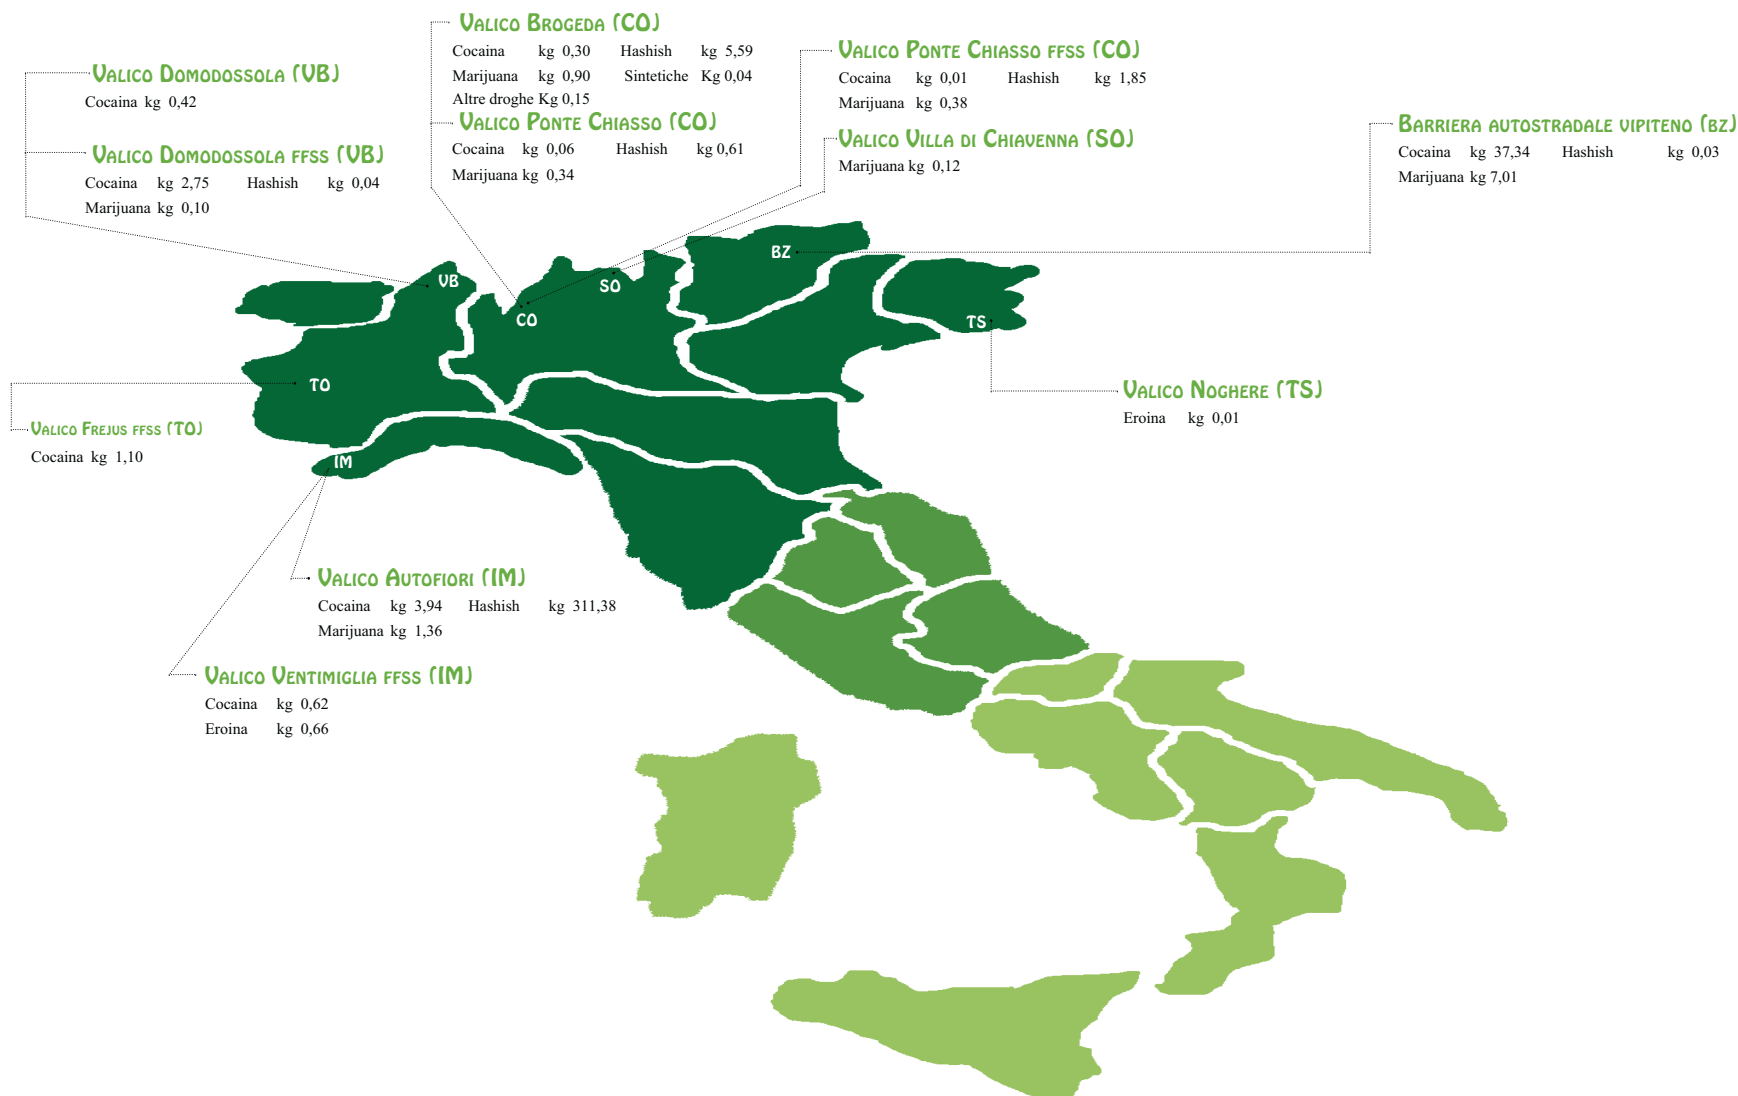 Valico Brogeda (CO)
Cocaina kg 0,30 Hashish kg 5,59
Marijuana kg 0,90 Sintetiche Kg 0,04
Altre droghe Kg 0,15
Valico Ponte Chiasso (CO)
Cocaina kg 0,06 Hashish kg 0,61
Marijuana kg 0,34
Valico Ponte Chiasso ffss (CO)
Cocaina kg 0,01 Hashish kg 1,85
Marijuana kg 0,38
Valico Villa di Chiavenna (SO)
Marijuana kg 0,12
Valico Domodossola (VB)
Cocaina kg 0,42
Valico Domodossola ffss (VB)
Cocaina kg 2,75 Hashish kg 0,04
Marijuana kg 0,10
Barriera autostradale vipiteno (bz)
Cocaina kg 37,34 Hashish kg 0,03
Marijuana kg 7,01
BZ
VB
SO
CO
TS
TO
IM
Valico Noghere (TS)
Eroina kg 0,01
Valico Frejus ffss (TO)
Cocaina kg 1,10
Valico Autofiori (IM)
Cocaina kg 3,94 Hashish kg 311,38
Marijuana kg 1,36
Valico Ventimiglia ffss (IM)
Cocaina kg 0,62
Eroina kg 0,66